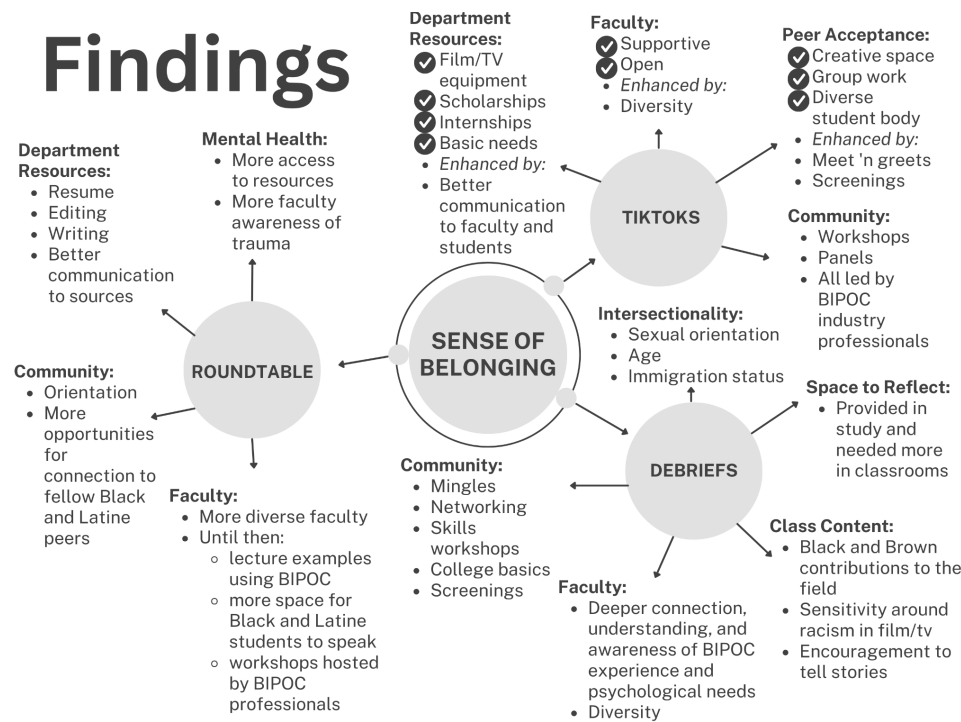 Findings
Department
Resources:
Film/TV
equipment
Scholarships
Internships
Basic needs
• Enhanced by:
• Better
communication
to faculty and
students
Faculty:
Supportive
Open
• Enhanced by:
• Diversity
Peer Acceptance:
Creative space
Group work
Diverse
student body
• Enhanced by:
• Meet 'n greets
• Screenings
TIKTOKS
Community:
• Workshops
• Panels
• All led by
BIPOC
industry
professionals
Department
Resources:
• Resume
• Editing
• Writing
• Better
communication
to sources
Mental Health:
• More access
to resources
• More faculty
awareness of
trauma
ROUNDTABLE
SENSE OF
BELONGING
Community:
• Orientation
• More
opportunities
for
connection to
fellow Black
and Latine
peers
Faculty:
• More diverse faculty
• Until then:
◦ lecture examples
using BIPOC
◦ more space for
Black and Latine
students to speak
◦ workshops hosted
by BIPOC
professionals
Intersectionality:
• Sexual orientation
• Age
• Immigration status
Space to Reflect:
• Provided in
study and
needed more
in classrooms
DEBRIEFS
Community:
• Mingles
• Networking
• Skills
workshops
• College basics
• Screenings
Faculty:
• Deeper connection,
understanding, and
awareness of BIPOC
experience and
psychological needs
• Diversity
Class Content:
• Black and Brown
contributions to the
field
• Sensitivity around
racism in film/tv
• Encouragement to
tell stories